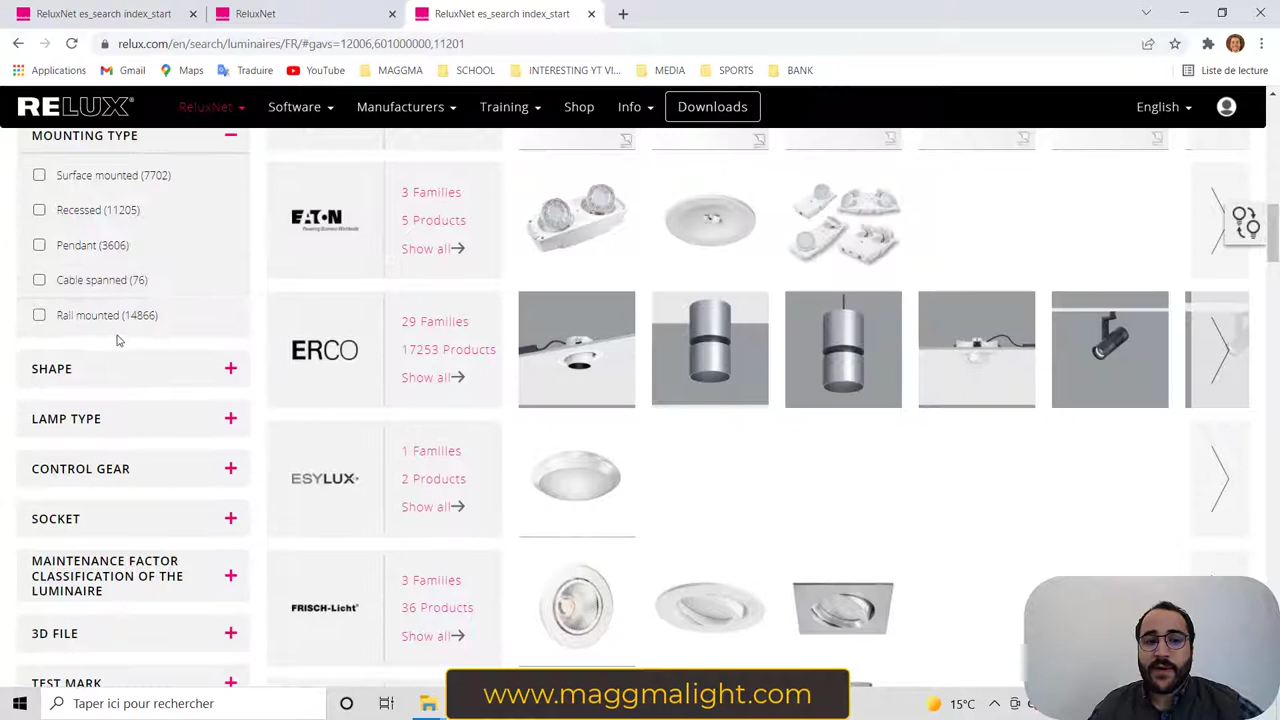 ReluxNet es_search index_start
ReluxNet
ReluxNet es_search index_start
relux.com/en/search/luminaires/FR/#gavs=12006,601000000,11201
Applications
Gmail
Maps
Traduire
YouTube
MAGGMA
SCHOOL
INTERESTING YT VI...
MEDIA
SPORTS
BANK
Liste de lecture
RELUX
ReluxNet
Software
Manufacturers
Training
Shop
Info
Downloads
English
MOUNTING TYPE
Surface mounted (7702)
Recessed (11205)
Pendant (3606)
Cable spanned (76)
Rail mounted (14866)
SHAPE
LAMP TYPE
CONTROL GEAR
SOCKET
MAINTENANCE FACTOR
CLASSIFICATION OF THE
LUMINAIRE
3D FILE
TEST MARK
EATON
Powering Business Worldwide
3 Families
5 Products
Show all
ERCO
29 Families
17253 Products
Show all
ESYLUX
1 Families
2 Products
Show all
FRISCH-Licht
3 Families
36 Products
Show all
www.maggmalight.com
Taper ici pour rechercher
15°C